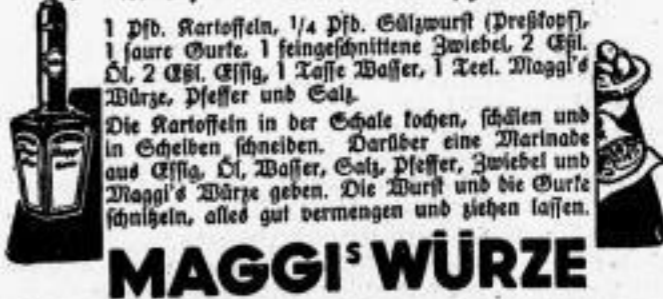 1 Pfd. Kartoffeln, 1/4 Pfd. Sülzwurst (Preßkopf),
1 saure Gurke, 1 feingeschnittene Zwiebel, 2 Eßl.
Öl, 2 Eßl. Essig, 1 Tasse Wasser, 1 Teel. Maggi's
Würze, Pfeffer und Salz.
Die Kartoffeln in der Schale kochen, schälen und
in Scheiben schneiden. Darüber eine Marinade
aus Essig, Öl, Wasser, Salz, Pfeffer, Zwiebel und
Maggi's Würze geben. Die Wurst und die Gurke
schnitzeln, alles gut vermengen und ziehen lassen.
MAGGIS WÜRZE